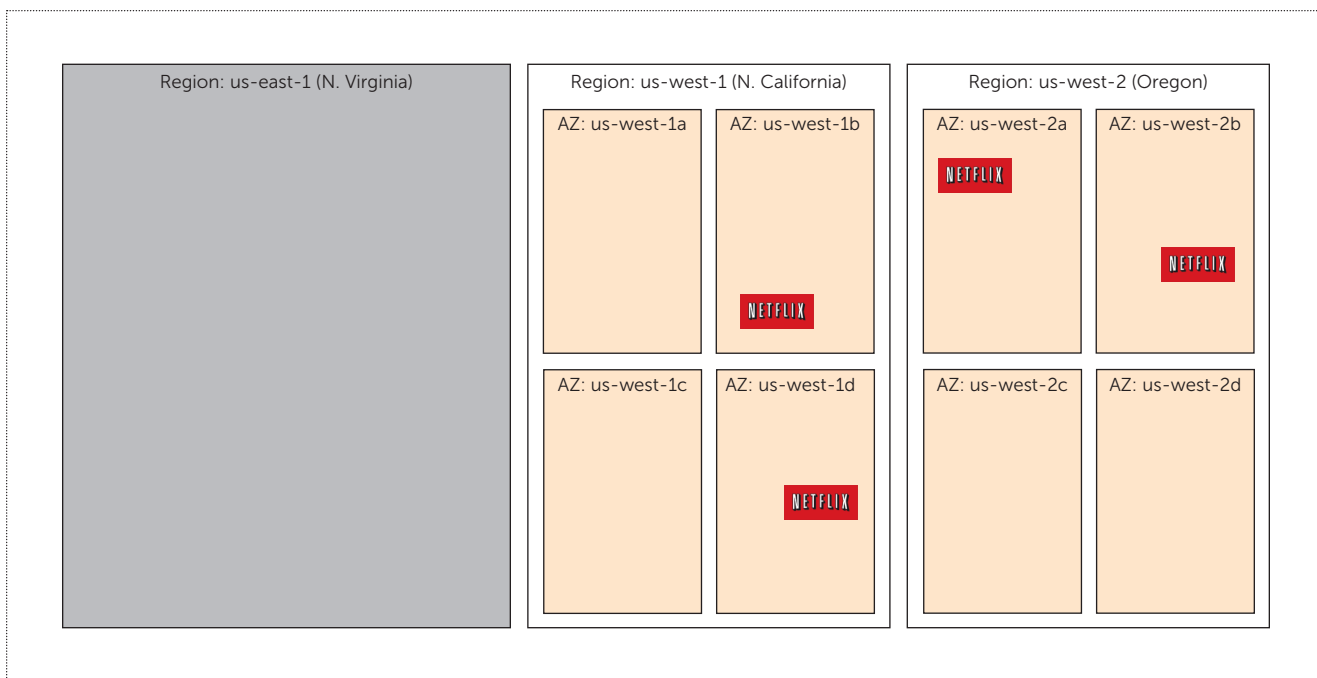 Region: us-east-1 (N. Virginia)
Region: us-west-1 (N. California)
AZ: us-west-1a
AZ: us-west-1b
NETFLIX
AZ: us-west-1c
AZ: us-west-1d
NETFLIX
Region: us-west-2 (Oregon)
AZ: us-west-2a
NETFLIX
AZ: us-west-2b
NETFLIX
AZ: us-west-2c
AZ: us-west-2d